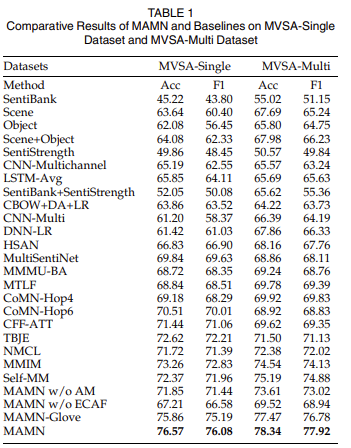 TABLE 1
Comparative Results of MAMN and Baselines on MVSA-Single
Dataset and MVSA-Multi Dataset
Datasets MVSA-Single MVSA-Multi
Method Acc F1 Acc F1
SentiBank 45.22 43.80 55.02 51.15
Scene 63.64 60.40 67.69 65.24
Object 62.08 56.45 65.80 64.75
Scene+Object 64.08 62.33 67.98 66.23
SentiStrength 49.86 48.45 50.57 49.84
CNN-Multichannel 65.19 62.55 65.57 63.24
LSTM-Avg 65.85 64.11 65.69 65.63
SentiBank+SentiStrength 52.05 50.08 65.62 55.36
CBOW+DA+LR 63.86 63.52 64.22 63.73
CNN-Multi 61.20 58.37 66.39 64.19
DNN-LR 61.42 61.03 67.86 66.33
HSAN 66.83 66.90 68.16 67.76
MultiSentiNet 69.84 69.63 68.86 68.11
MMMU-BA 68.72 68.35 69.24 68.76
MTLF 68.84 68.51 69.78 69.39
CoMN-Hop4 69.18 68.29 69.92 69.83
CoMN-Hop6 70.51 70.01 68.92 68.83
CFF-ATT 71.44 71.06 69.62 69.35
TBJE 72.62 72.21 71.50 71.13
NMCL 71.72 71.39 72.38 72.02
MMIM 73.26 72.83 74.54 74.13
Self-MM 72.37 71.96 75.19 74.88
MAMN w/o AM 71.85 71.44 73.61 73.02
MAMN w/o ECAF 67.21 66.58 69.52 68.94
MAMN-Glove 75.86 75.19 77.47 76.78
MAMN 76.57 76.08 78.34 77.92